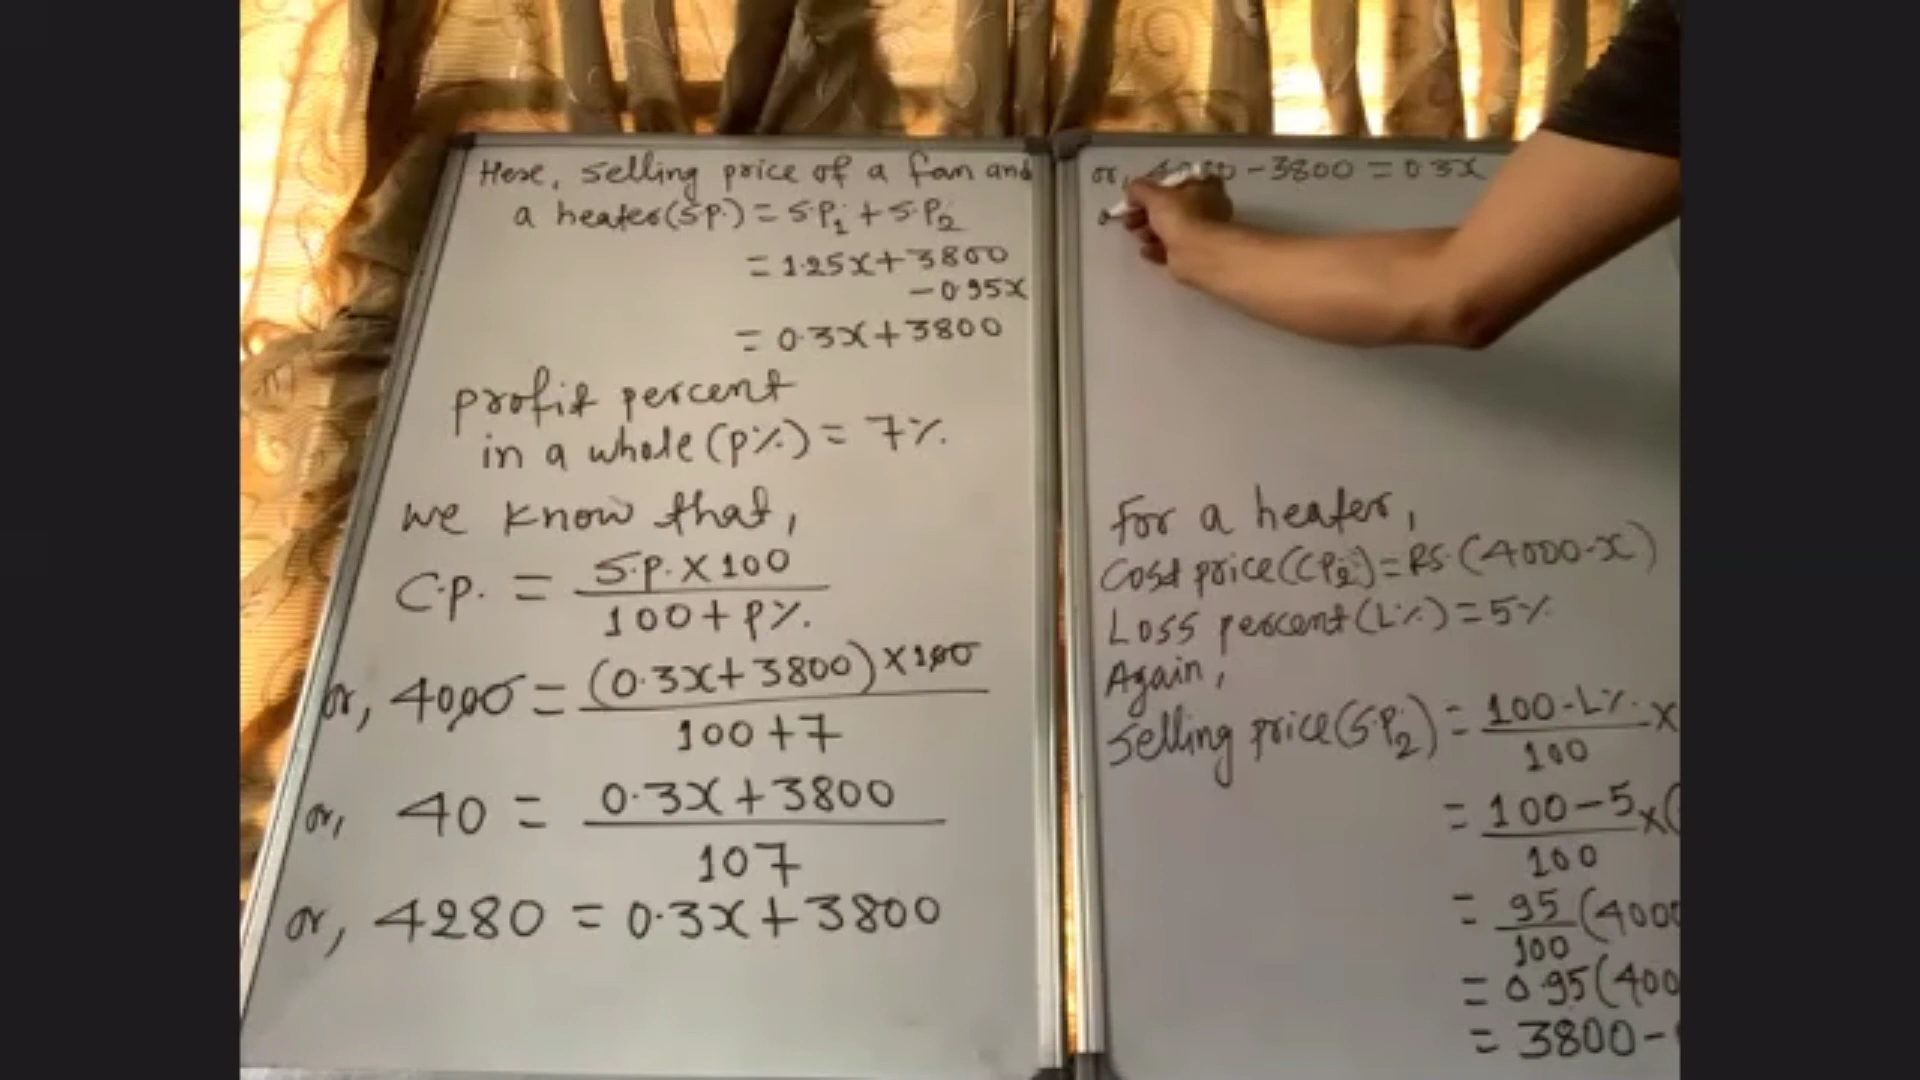 Here, selling price of a fan and
a heater(S.P.) = S.P1 + S.P2
= 1.25x + 3800
- 0.95x
= 0.3x + 3800
profit percent
in a whole (p%) = 7%.
we know that,
C.p. = S.p. x 100
100 + p%.
or, 4000 = (0.3x + 3800) x 100
100 + 7
or, 40 = 0.3x + 3800
107
or, 4280 = 0.3x + 3800
or, - 3800 = 0.3x
For a heater,
Cost price(CP2) = RS. (4000-x)
Loss percent(L%) = 5%
Again,
Selling price(S.P2) = 100-L%. x
100
= 100-5 x (
100
= 95 (4000
100
= 0.95(400
= 3800-